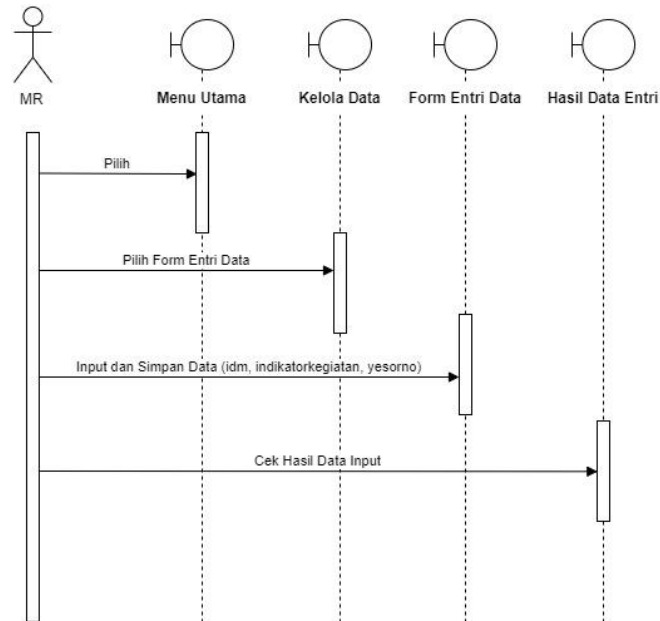 MR
Menu Utama
Kelola Data
Form Entri Data
Hasil Data Entri
Pilih
Pilih Form Entri Data
Input dan Simpan Data (idm, indikatorkegiatan, yesorno)
Cek Hasil Data Input